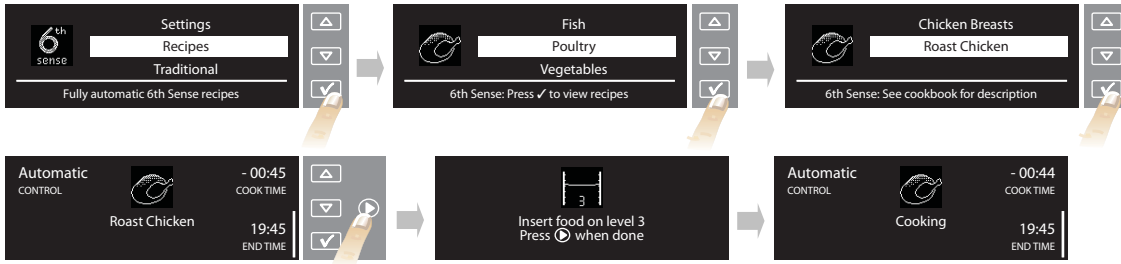 6th
sense
Settings
Recipes
Traditional
Fully automatic 6th Sense recipes
Fish
Poultry
Vegetables
6th Sense: Press ✓ to view recipes
Chicken Breasts
Roast Chicken
6th Sense: See cookbook for description
Automatic
CONTROL
- 00:45
COOK TIME
Roast Chicken
19:45
END TIME
3
Insert food on level 3
Press ▶ when done
Automatic
CONTROL
- 00:44
COOK TIME
Cooking
19:45
END TIME